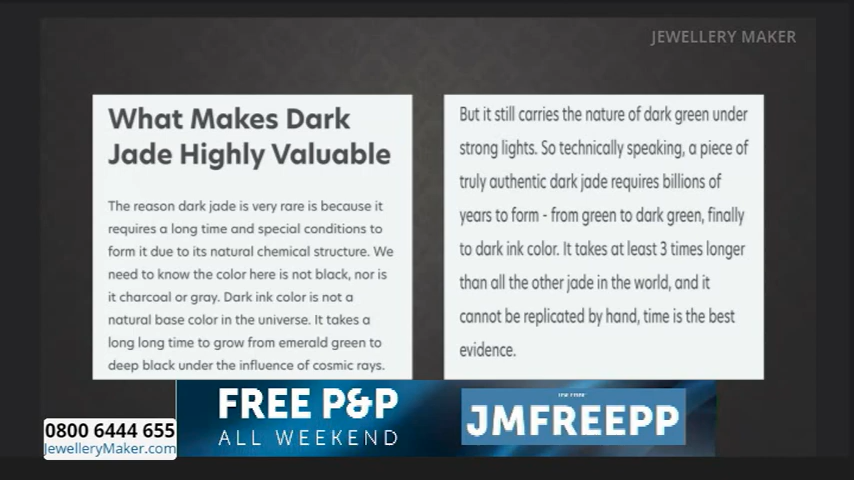 JEWELLERY MAKER
What Makes Dark
Jade Highly Valuable
The reason dark jade is very rare is because it
requires a long time and special conditions to
form it due to its natural chemical structure. We
need to know the color here is not black, nor is
it charcoal or gray. Dark ink color is not a
natural base color in the universe. It takes a
long long time to grow from emerald green to
deep black under the influence of cosmic rays.
But it still carries the nature of dark green under
strong lights. So technically speaking, a piece of
truly authentic dark jade requires billions of
years to form - from green to dark green, finally
to dark ink color. It takes at least 3 times longer
than all the other jade in the world, and it
cannot be replicated by hand, time is the best
evidence.
FREE P&P
ALL WEEKEND
JMFREEPP
0800 6444 655
JewelleryMaker.com